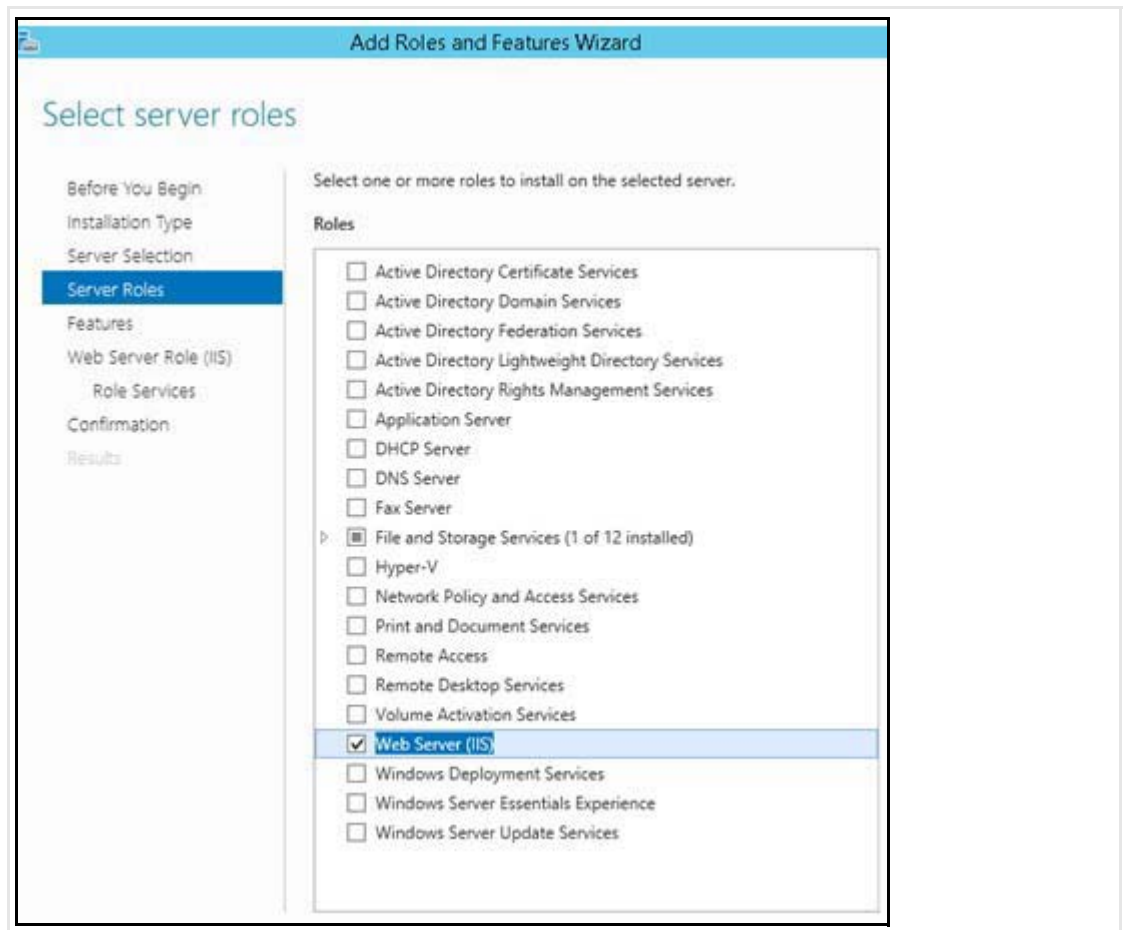 Add Roles and Features Wizard
Select server roles
Before You Begin
Installation Type
Server Selection
Server Roles
Features
Web Server Role (IIS)
Role Services
Confirmation
Results
Select one or more roles to install on the selected server.
Roles
Active Directory Certificate Services
Active Directory Domain Services
Active Directory Federation Services
Active Directory Lightweight Directory Services
Active Directory Rights Management Services
Application Server
DHCP Server
DNS Server
Fax Server
File and Storage Services (1 of 12 installed)
Hyper-V
Network Policy and Access Services
Print and Document Services
Remote Access
Remote Desktop Services
Volume Activation Services
Web Server (IIS)
Windows Deployment Services
Windows Server Essentials Experience
Windows Server Update Services